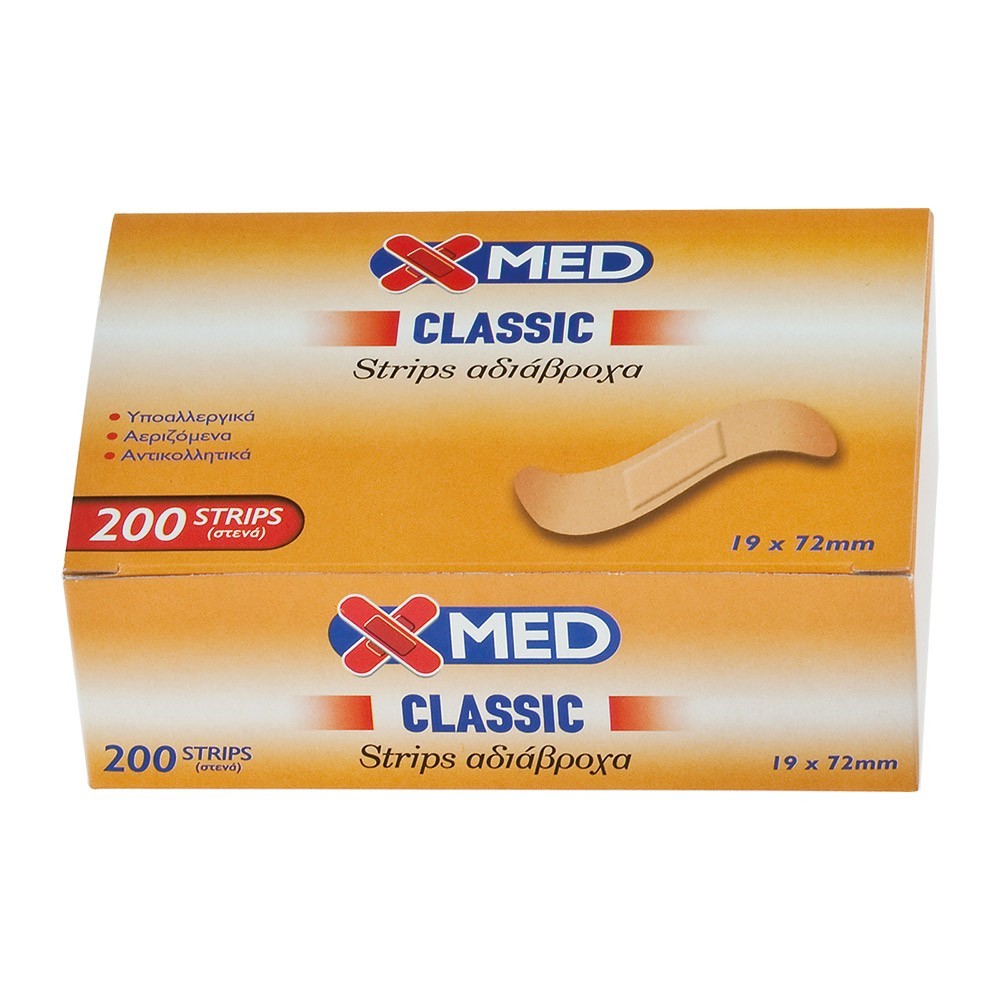 MED
CLASSIC
Strips αδιάβροχα
• Υποαλλεργικά
• Αεριζόμενα
• Αντικολλητικά
200 STRIPS
(στενά)
19 x 72mm
MED
CLASSIC
Strips αδιάβροχα
200 STRIPS
(στενά)
19 x 72mm